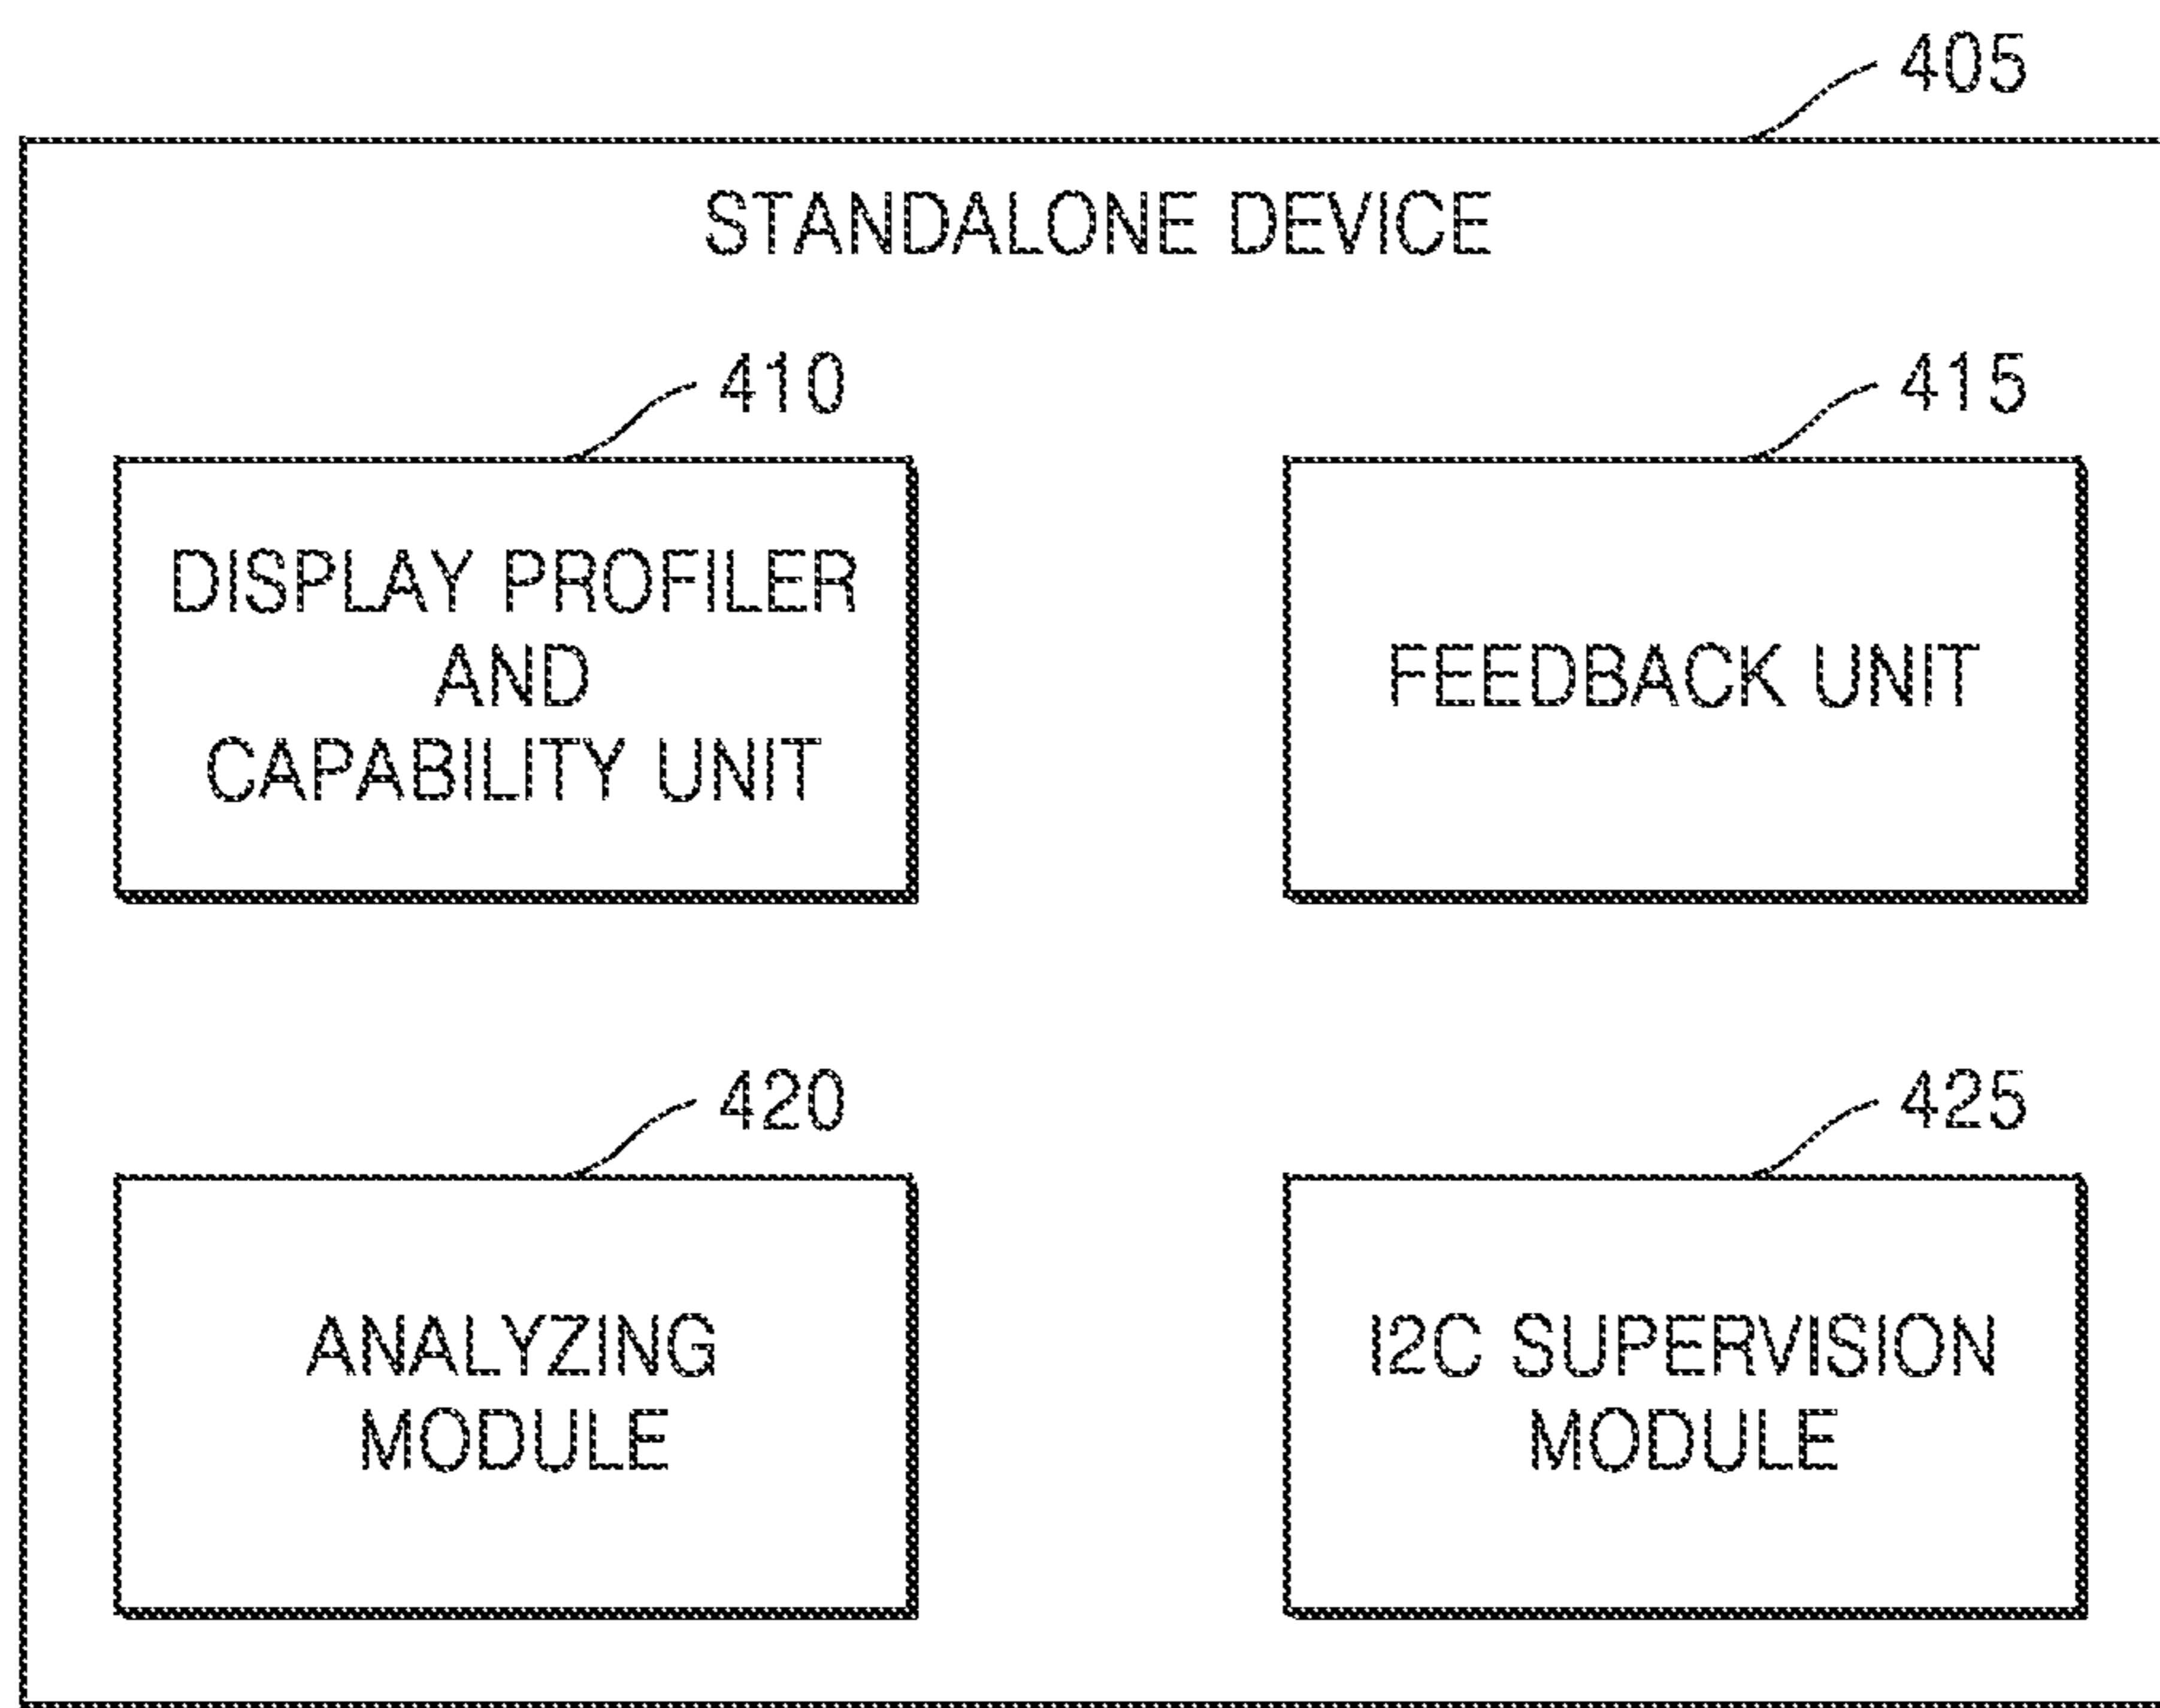 405
STANDALONE DEVICE
410
415
DISPLAY PROFILER
AND
CAPABILITY UNIT
FEEDBACK UNIT
420
425
ANALYZING
MODULE
I2C SUPERVISION
MODULE